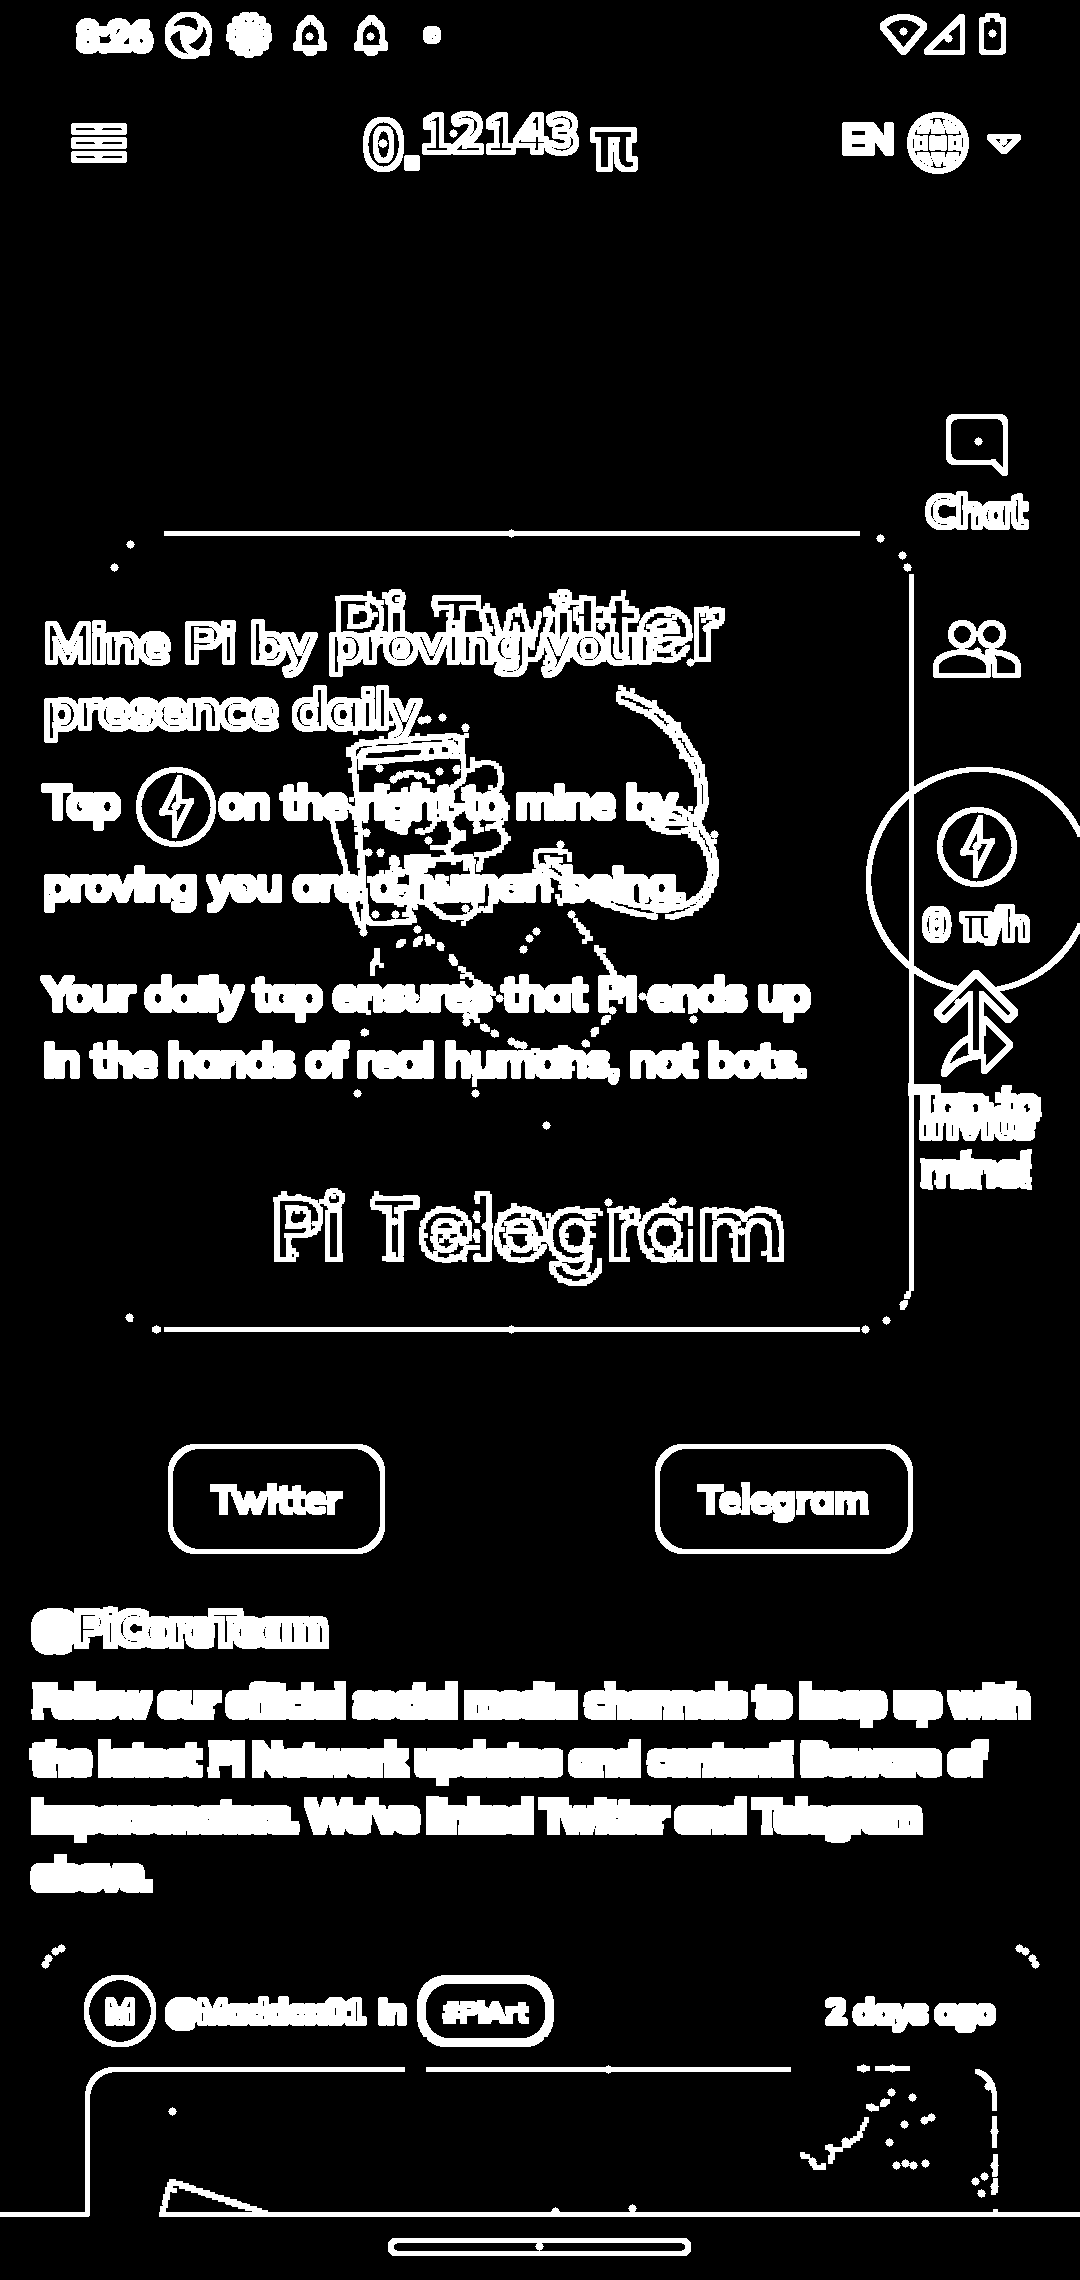 8:26
0.12143 π
EN
Chat
Pi Twitter
Mine Pi by proving your
presence daily
Tap on the right to mine by
proving you are a human being.
0 π/h
Your daily tap ensures that Pi ends up
in the hands of real humans, not bots.
Tap to
Invite
mine!
Pi Telegram
Twitter
Telegram
@PiCoreTeam
Follow our official social media channels to keep up with
the latest Pi Network updates and content! Beware of
impersonators. We've linked Twitter and Telegram
above.
M
in
#PiArt
2 days ago